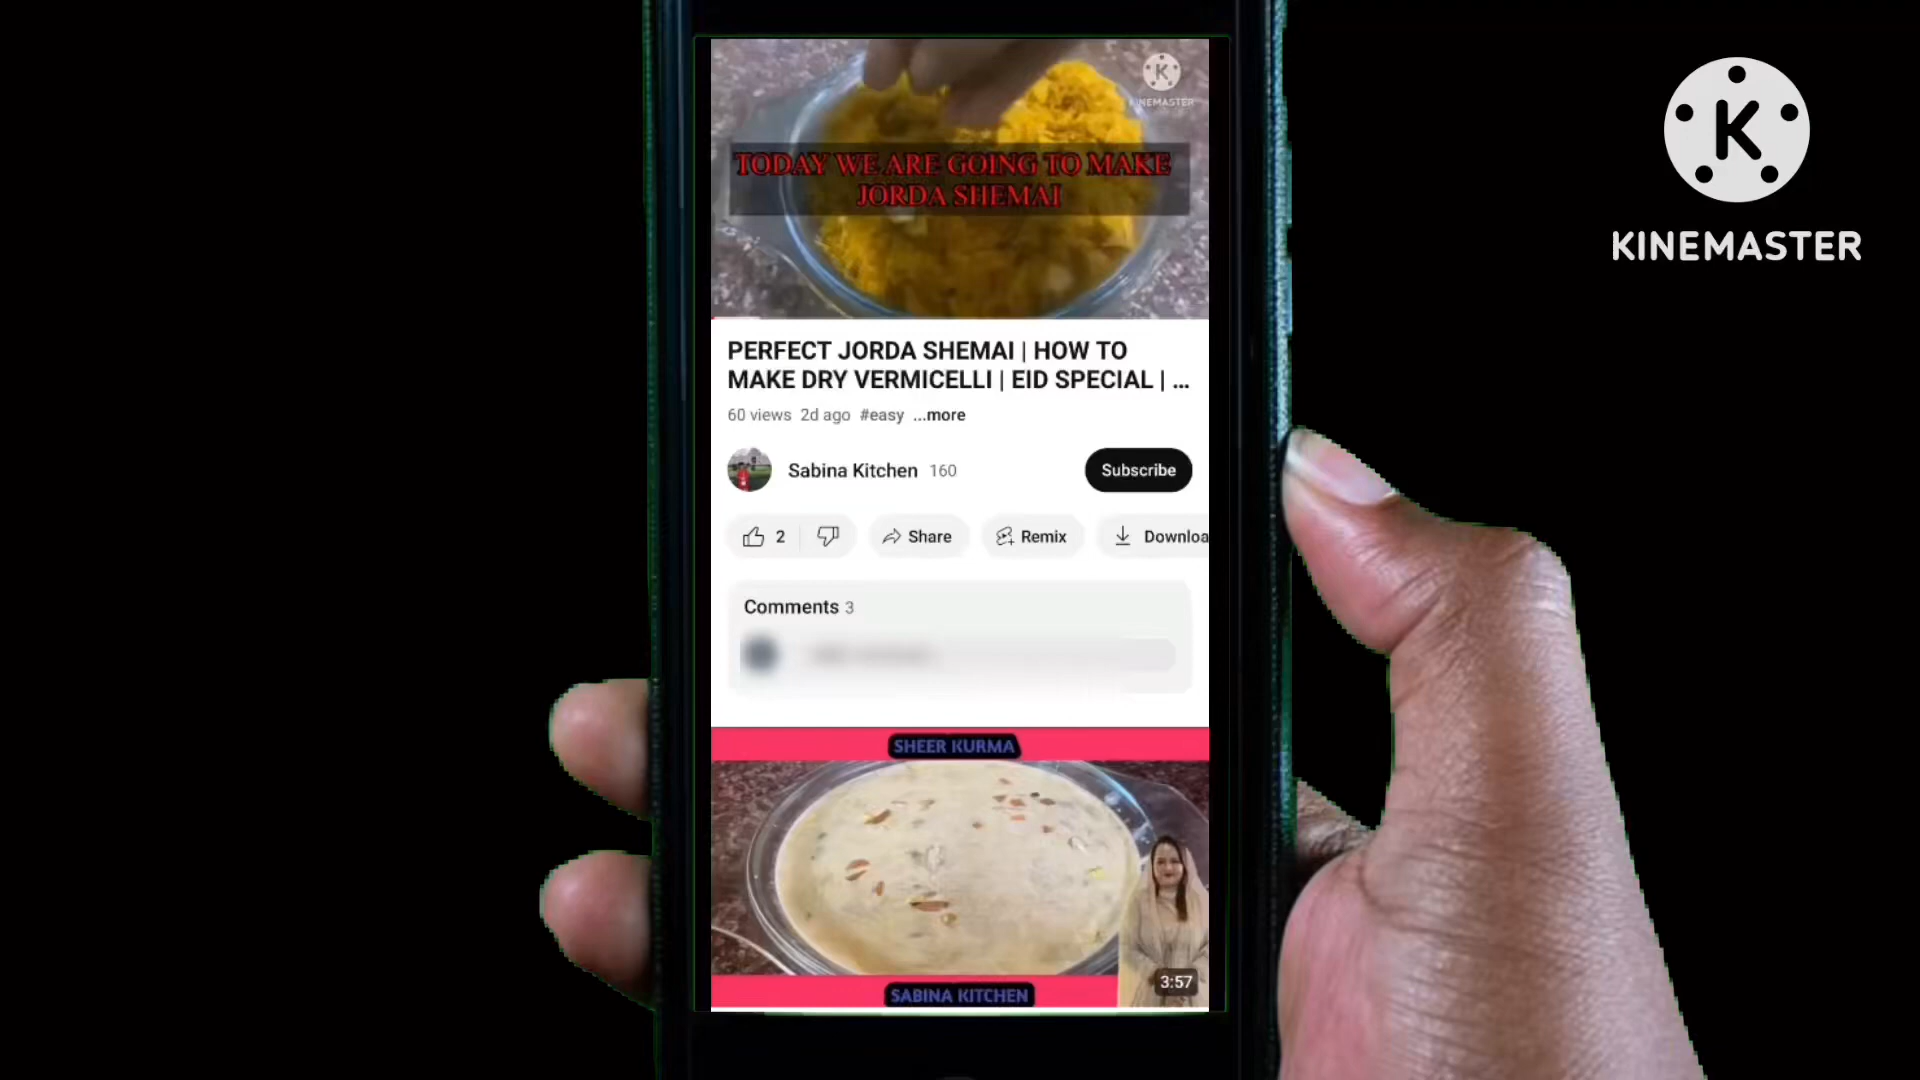 K
KINEMASTER
K
KINEMASTER
TODAY WE ARE GOING TO MAKE
JORDA SHEMAI
PERFECT JORDA SHEMAI | HOW TO
MAKE DRY VERMICELLI | EID SPECIAL | ...
60 views 2d ago #easy ...more
Sabina Kitchen 160
Subscribe
2
Share
Remix
Downloa
Comments 3
SHEER KURMA
3:57
SABINA KITCHEN